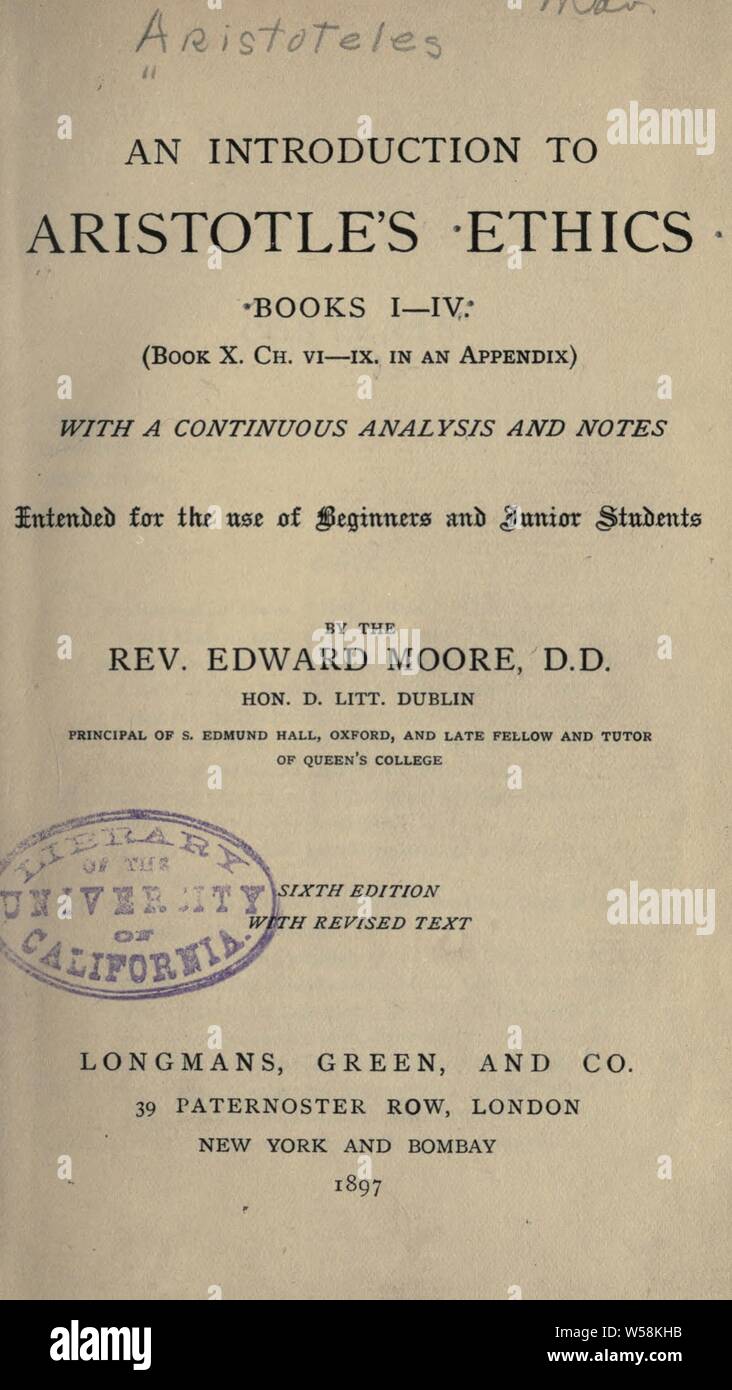 Aristoteles
AN INTRODUCTION TO
ARISTOTLE'S ETHICS
BOOKS I—IV.
(BOOK X. CH. VI—IX. IN AN APPENDIX)
WITH A CONTINUOUS ANALYSIS AND NOTES
Intended for the use of Beginners and Junior Students
BY THE
REV. EDWARD MOORE, D.D.
HON. D. LITT. DUBLIN
PRINCIPAL OF S. EDMUND HALL, OXFORD, AND LATE FELLOW AND TUTOR
OF QUEEN'S COLLEGE
LIBRARY
OF THE
UNIVERSITY
OF
CALIFORNIA.
SIXTH EDITION
WITH REVISED TEXT
LONGMANS, GREEN, AND CO.
39 PATERNOSTER ROW, LONDON
NEW YORK AND BOMBAY
1897
a alamy
alamy
alamy
a alamy
Image ID: W58KHB
www.alamy.com